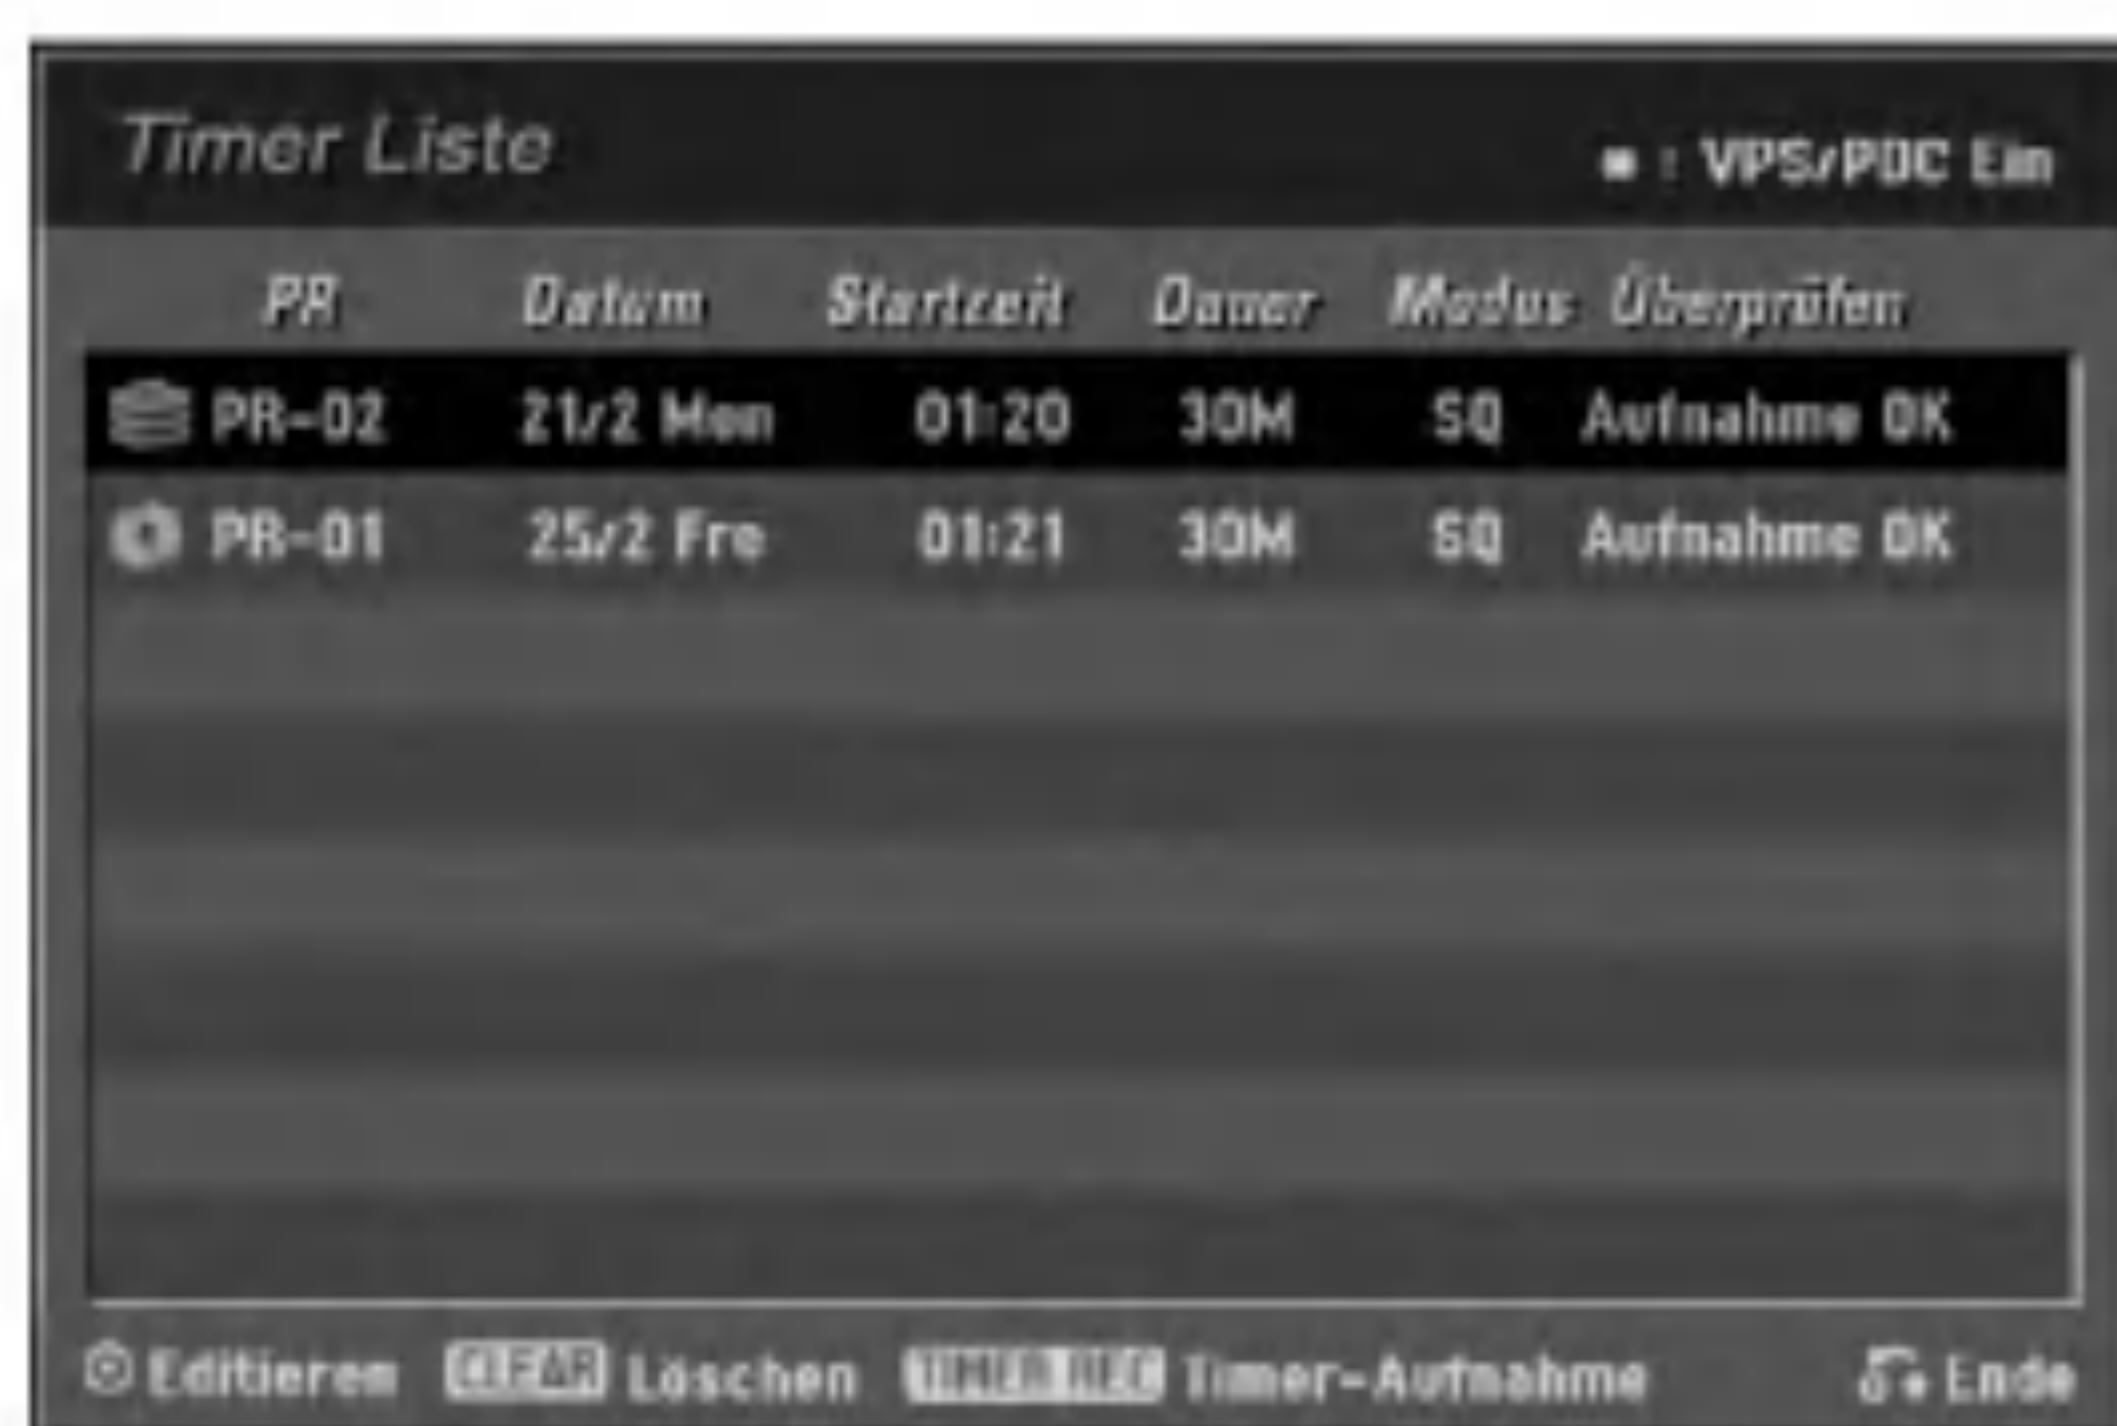 Timer Liste
■ : VPS/PDC Ein
PR Datum Startzeit Dauer Modus Überprüfen
PR-02 21/2 Mon 01:20 30M SQ Aufnahme OK
PR-01 25/2 Fre 01:21 30M SQ Aufnahme OK
Editieren CLEAR Löschen TIMER REC Timer-Aufnahme Ende